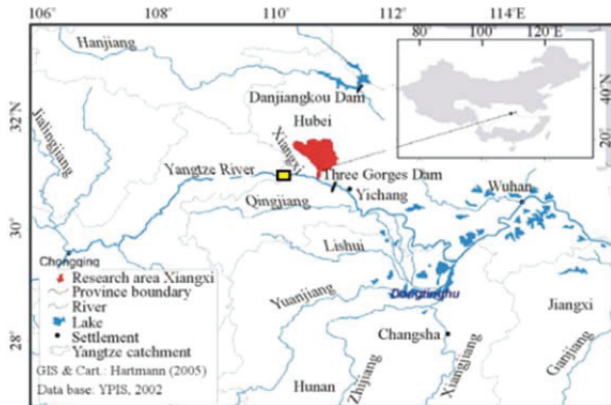 106°
108°
110°
112°
114°E
80°
100°
120°E
Hanjiang
40°N
20°
Danjiangkou Dam
32°N
Hubei
Jialingjiang
Xiangxi
Yangtze River
Three Gorges Dam
Yichang
Wuhan
Qingjiang
30°
Lishui
Chongqing
Research area Xiangxi
Province boundary
River
Lake
Settlement
Yangtze catchment
GIS & Cart.: Hartmann (2005)
Data base: YPIS, 2002
Yuanjiang
Dongtinghu
Jiangxi
28°
Changsha
Hunan
Zhijiang
Xiangjiang
Ganjiang